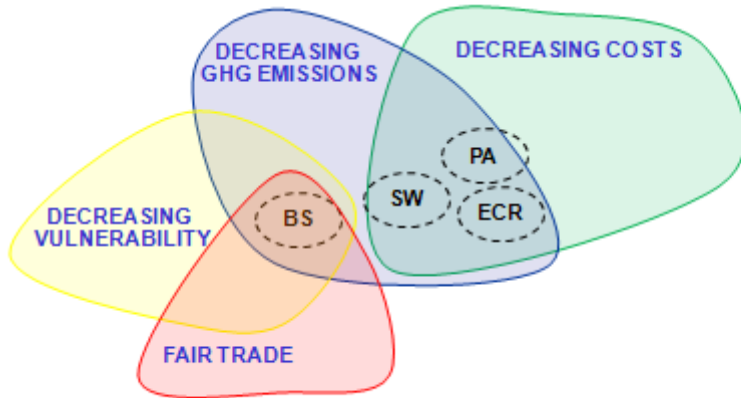 DECREASING
GHG EMISSIONS
DECREASING COSTS
PA
SW
ECR
DECREASING
VULNERABILITY
BS
FAIR TRADE